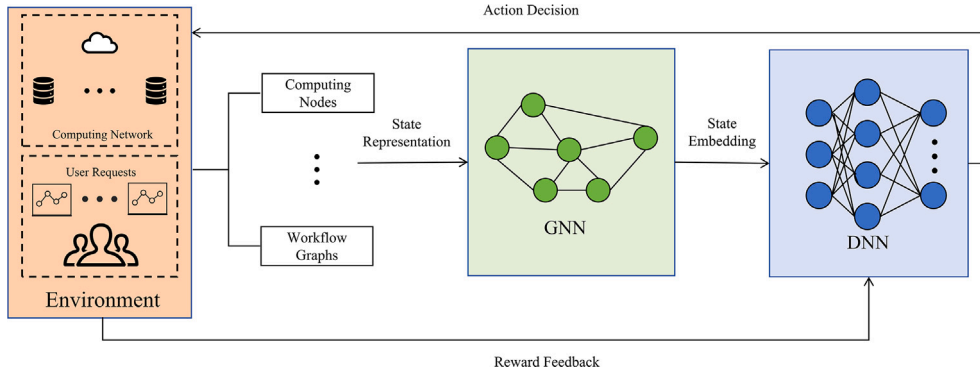 Action Decision
Computing Network
User Requests
Environment
Computing
Nodes
Workflow
Graphs
State
Representation
GNN
State
Embedding
DNN
Reward Feedback